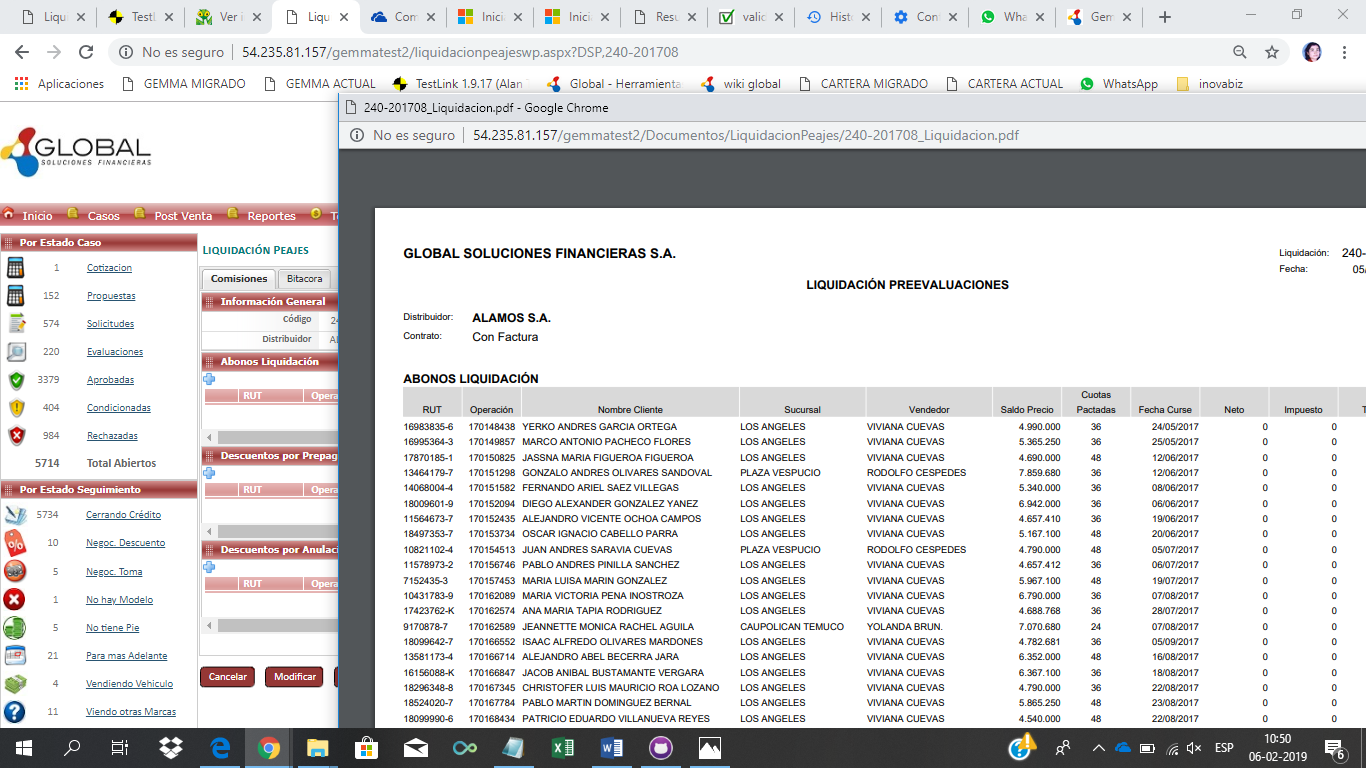 Liqu
TestL
Ver i
Liqu
Com
Inicia
Inicia
Resu
valid
Histo
Cont
Wha
Gem
No es seguro
54.235.81.157/gemmatest2/liquidacionpeajeswp.aspx?DSP,240-201708
Aplicaciones
GEMMA MIGRADO
GEMMA ACTUAL
TestLink 1.9.17 (Alan
Global - Herramienta
wiki global
CARTERA MIGRADO
CARTERA ACTUAL
WhatsApp
inovabiz
240-201708_Liquidacion.pdf - Google Chrome
No es seguro
54.235.81.157/gemmatest2/Documentos/LiquidacionPeajes/240-201708_Liquidacion.pdf
GLOBAL
SOLUCIONES FINANCIERAS
Inicio Casos Post Venta Reportes
Por Estado Caso
1 Cotizacion
152 Propuestas
574 Solicitudes
220 Evaluaciones
3379 Aprobadas
404 Condicionadas
984 Rechazadas
5714 Total Abiertos
Por Estado Seguimiento
5734 Cerrando Crédito
10 Negoc. Descuento
5 Negoc. Toma
1 No hay Modelo
5 No tiene Pie
21 Para mas Adelante
4 Vendiendo Vehiculo
11 Viendo otras Marcas
LIQUIDACIÓN PEAJES
Comisiones Bitacora
Información General
Código 24
Distribuidor AL
Abonos Liquidación
RUT Opera
Descuentos por Prepag
RUT Opera
Descuentos por Anulaci
RUT Opera
Cancelar Modificar
GLOBAL SOLUCIONES FINANCIERAS S.A.
Liquidación: 240-
Fecha: 05/
LIQUIDACIÓN PREEVALUACIONES
Distribuidor: ALAMOS S.A.
Contrato: Con Factura
ABONOS LIQUIDACIÓN
RUT Operación Nombre Cliente Sucursal Vendedor Saldo Precio Cuotas Pactadas Fecha Curse Neto Impuesto T
16983835-6 170148438 YERKO ANDRES GARCIA ORTEGA LOS ANGELES VIVIANA CUEVAS 4.990.000 36 24/05/2017 0 0
16995364-3 170149857 MARCO ANTONIO PACHECO FLORES LOS ANGELES VIVIANA CUEVAS 5.365.250 36 25/05/2017 0 0
17870185-1 170150825 JASSNA MARIA FIGUEROA FIGUEROA LOS ANGELES VIVIANA CUEVAS 4.690.000 48 12/06/2017 0 0
13464179-7 170151298 GONZALO ANDRES OLIVARES SANDOVAL PLAZA VESPUCIO RODOLFO CESPEDES 7.859.680 36 12/06/2017 0 0
14068004-4 170151582 FERNANDO ARIEL SAEZ VILLEGAS LOS ANGELES VIVIANA CUEVAS 5.340.000 36 08/06/2017 0 0
18009601-9 170152094 DIEGO ALEXANDER GONZALEZ YANEZ LOS ANGELES VIVIANA CUEVAS 6.942.000 36 06/06/2017 0 0
11564673-7 170152435 ALEJANDRO VICENTE OCHOA CAMPOS LOS ANGELES VIVIANA CUEVAS 4.657.410 36 19/06/2017 0 0
18497353-7 170153734 OSCAR IGNACIO CABELLO PARRA LOS ANGELES VIVIANA CUEVAS 5.167.100 48 20/06/2017 0 0
10821102-4 170154513 JUAN ANDRES SARAVIA CUEVAS PLAZA VESPUCIO RODOLFO CESPEDES 4.790.000 48 05/07/2017 0 0
11578973-2 170156746 PABLO ANDRES PINILLA SANCHEZ LOS ANGELES VIVIANA CUEVAS 4.657.412 36 06/07/2017 0 0
7152435-3 170157453 MARIA LUISA MARIN GONZALEZ LOS ANGELES VIVIANA CUEVAS 5.967.100 48 19/07/2017 0 0
10431783-9 170162089 MARIA VICTORIA PENA INOSTROZA LOS ANGELES VIVIANA CUEVAS 6.790.000 36 07/08/2017 0 0
17423762-K 170162574 ANA MARIA TAPIA RODRIGUEZ LOS ANGELES VIVIANA CUEVAS 4.688.768 36 28/07/2017 0 0
9170878-7 170162589 JEANNETTE MONICA RACHEL AGUILA CAUPOLICAN TEMUCO YOLANDA BRUN. 7.070.680 24 07/08/2017 0 0
18099642-7 170166552 ISAAC ALFREDO OLIVARES MARDONES LOS ANGELES VIVIANA CUEVAS 4.782.681 36 05/09/2017 0 0
13581173-4 170166714 ALEJANDRO ABEL BECERRA JARA LOS ANGELES VIVIANA CUEVAS 6.352.000 48 16/08/2017 0 0
16156088-K 170166847 JACOB ANIBAL BUSTAMANTE VERGARA LOS ANGELES VIVIANA CUEVAS 6.367.100 36 18/08/2017 0 0
18296348-8 170167345 CHRISTOFER LUIS MAURICIO ROA LOZANO LOS ANGELES VIVIANA CUEVAS 4.790.000 36 22/08/2017 0 0
18524020-7 170167784 PABLO MARTIN DOMINGUEZ BERNAL LOS ANGELES VIVIANA CUEVAS 5.865.250 48 23/08/2017 0 0
18099990-6 170168434 PATRICIO EDUARDO VILLANUEVA REYES LOS ANGELES VIVIANA CUEVAS 4.540.000 48 22/08/2017 0 0
ESP
10:50
06-02-2019
6